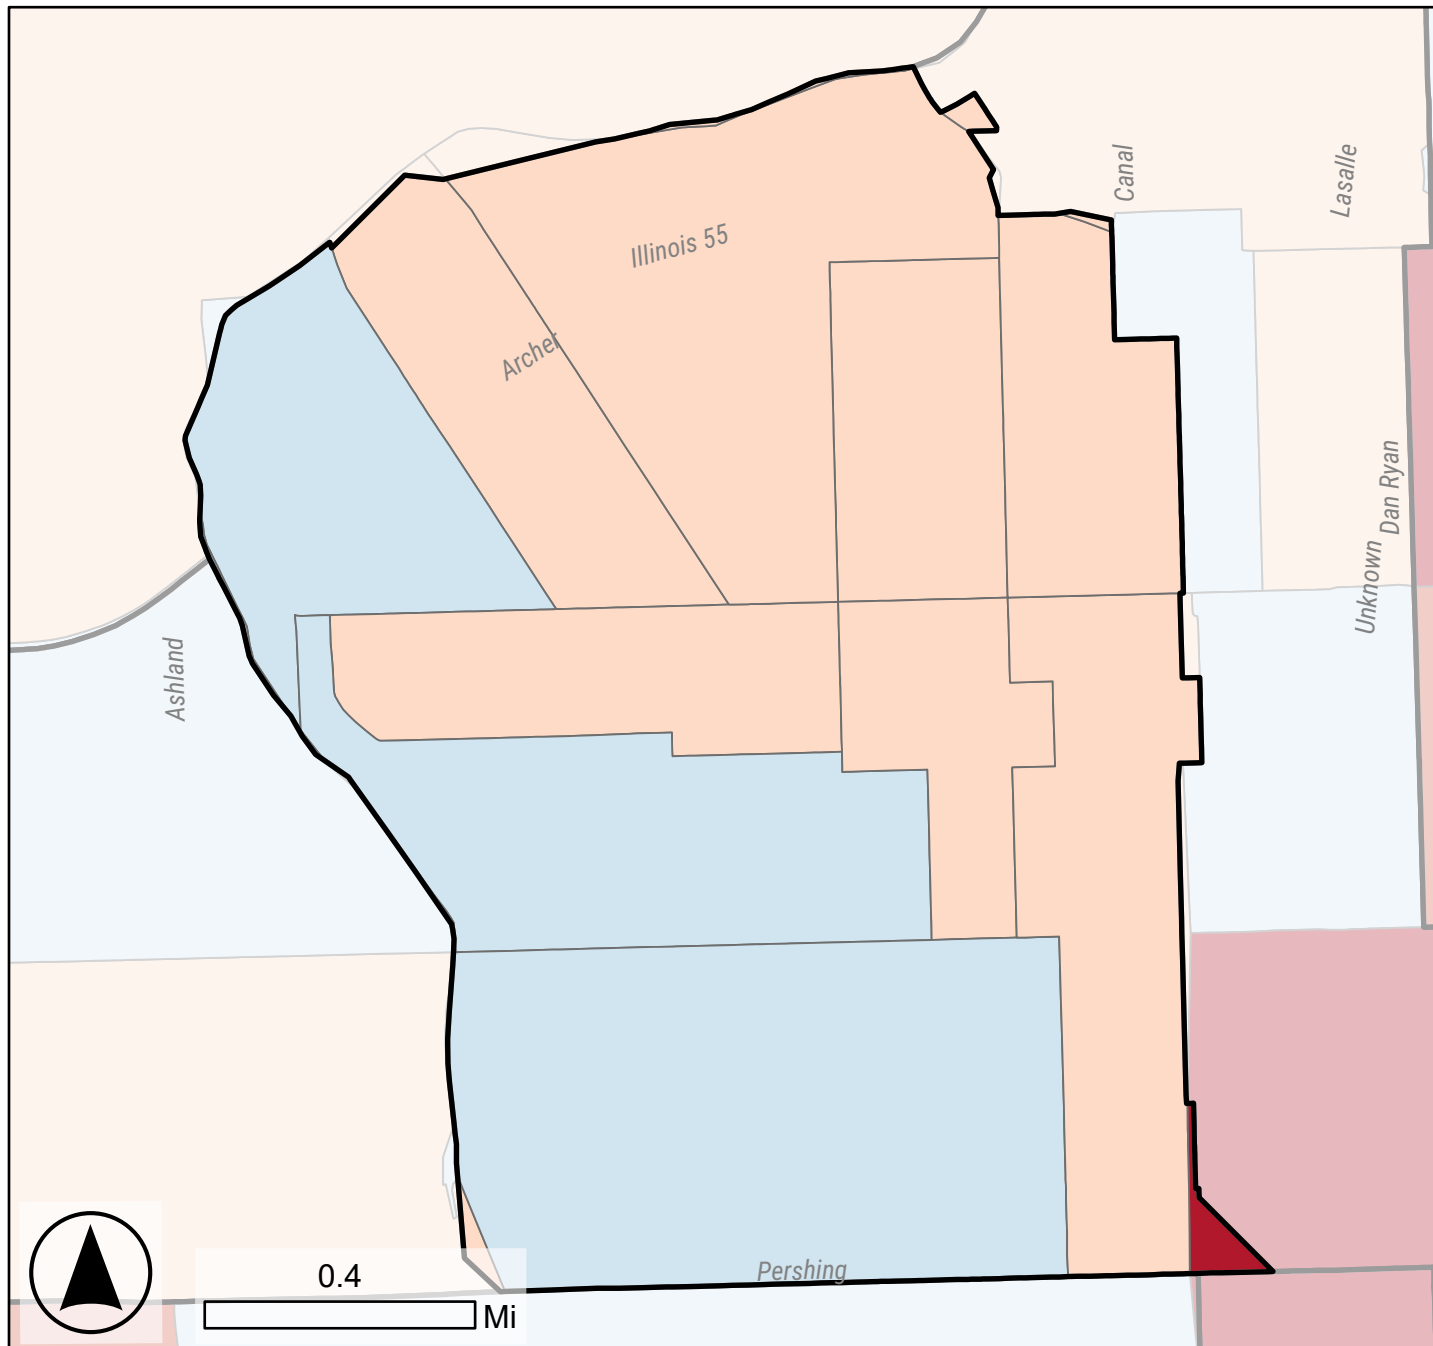 Canal
Lasalle
Illinois 55
Archer
Dan Ryan
Unknown
Ashland
Pershing
0.4
Mi